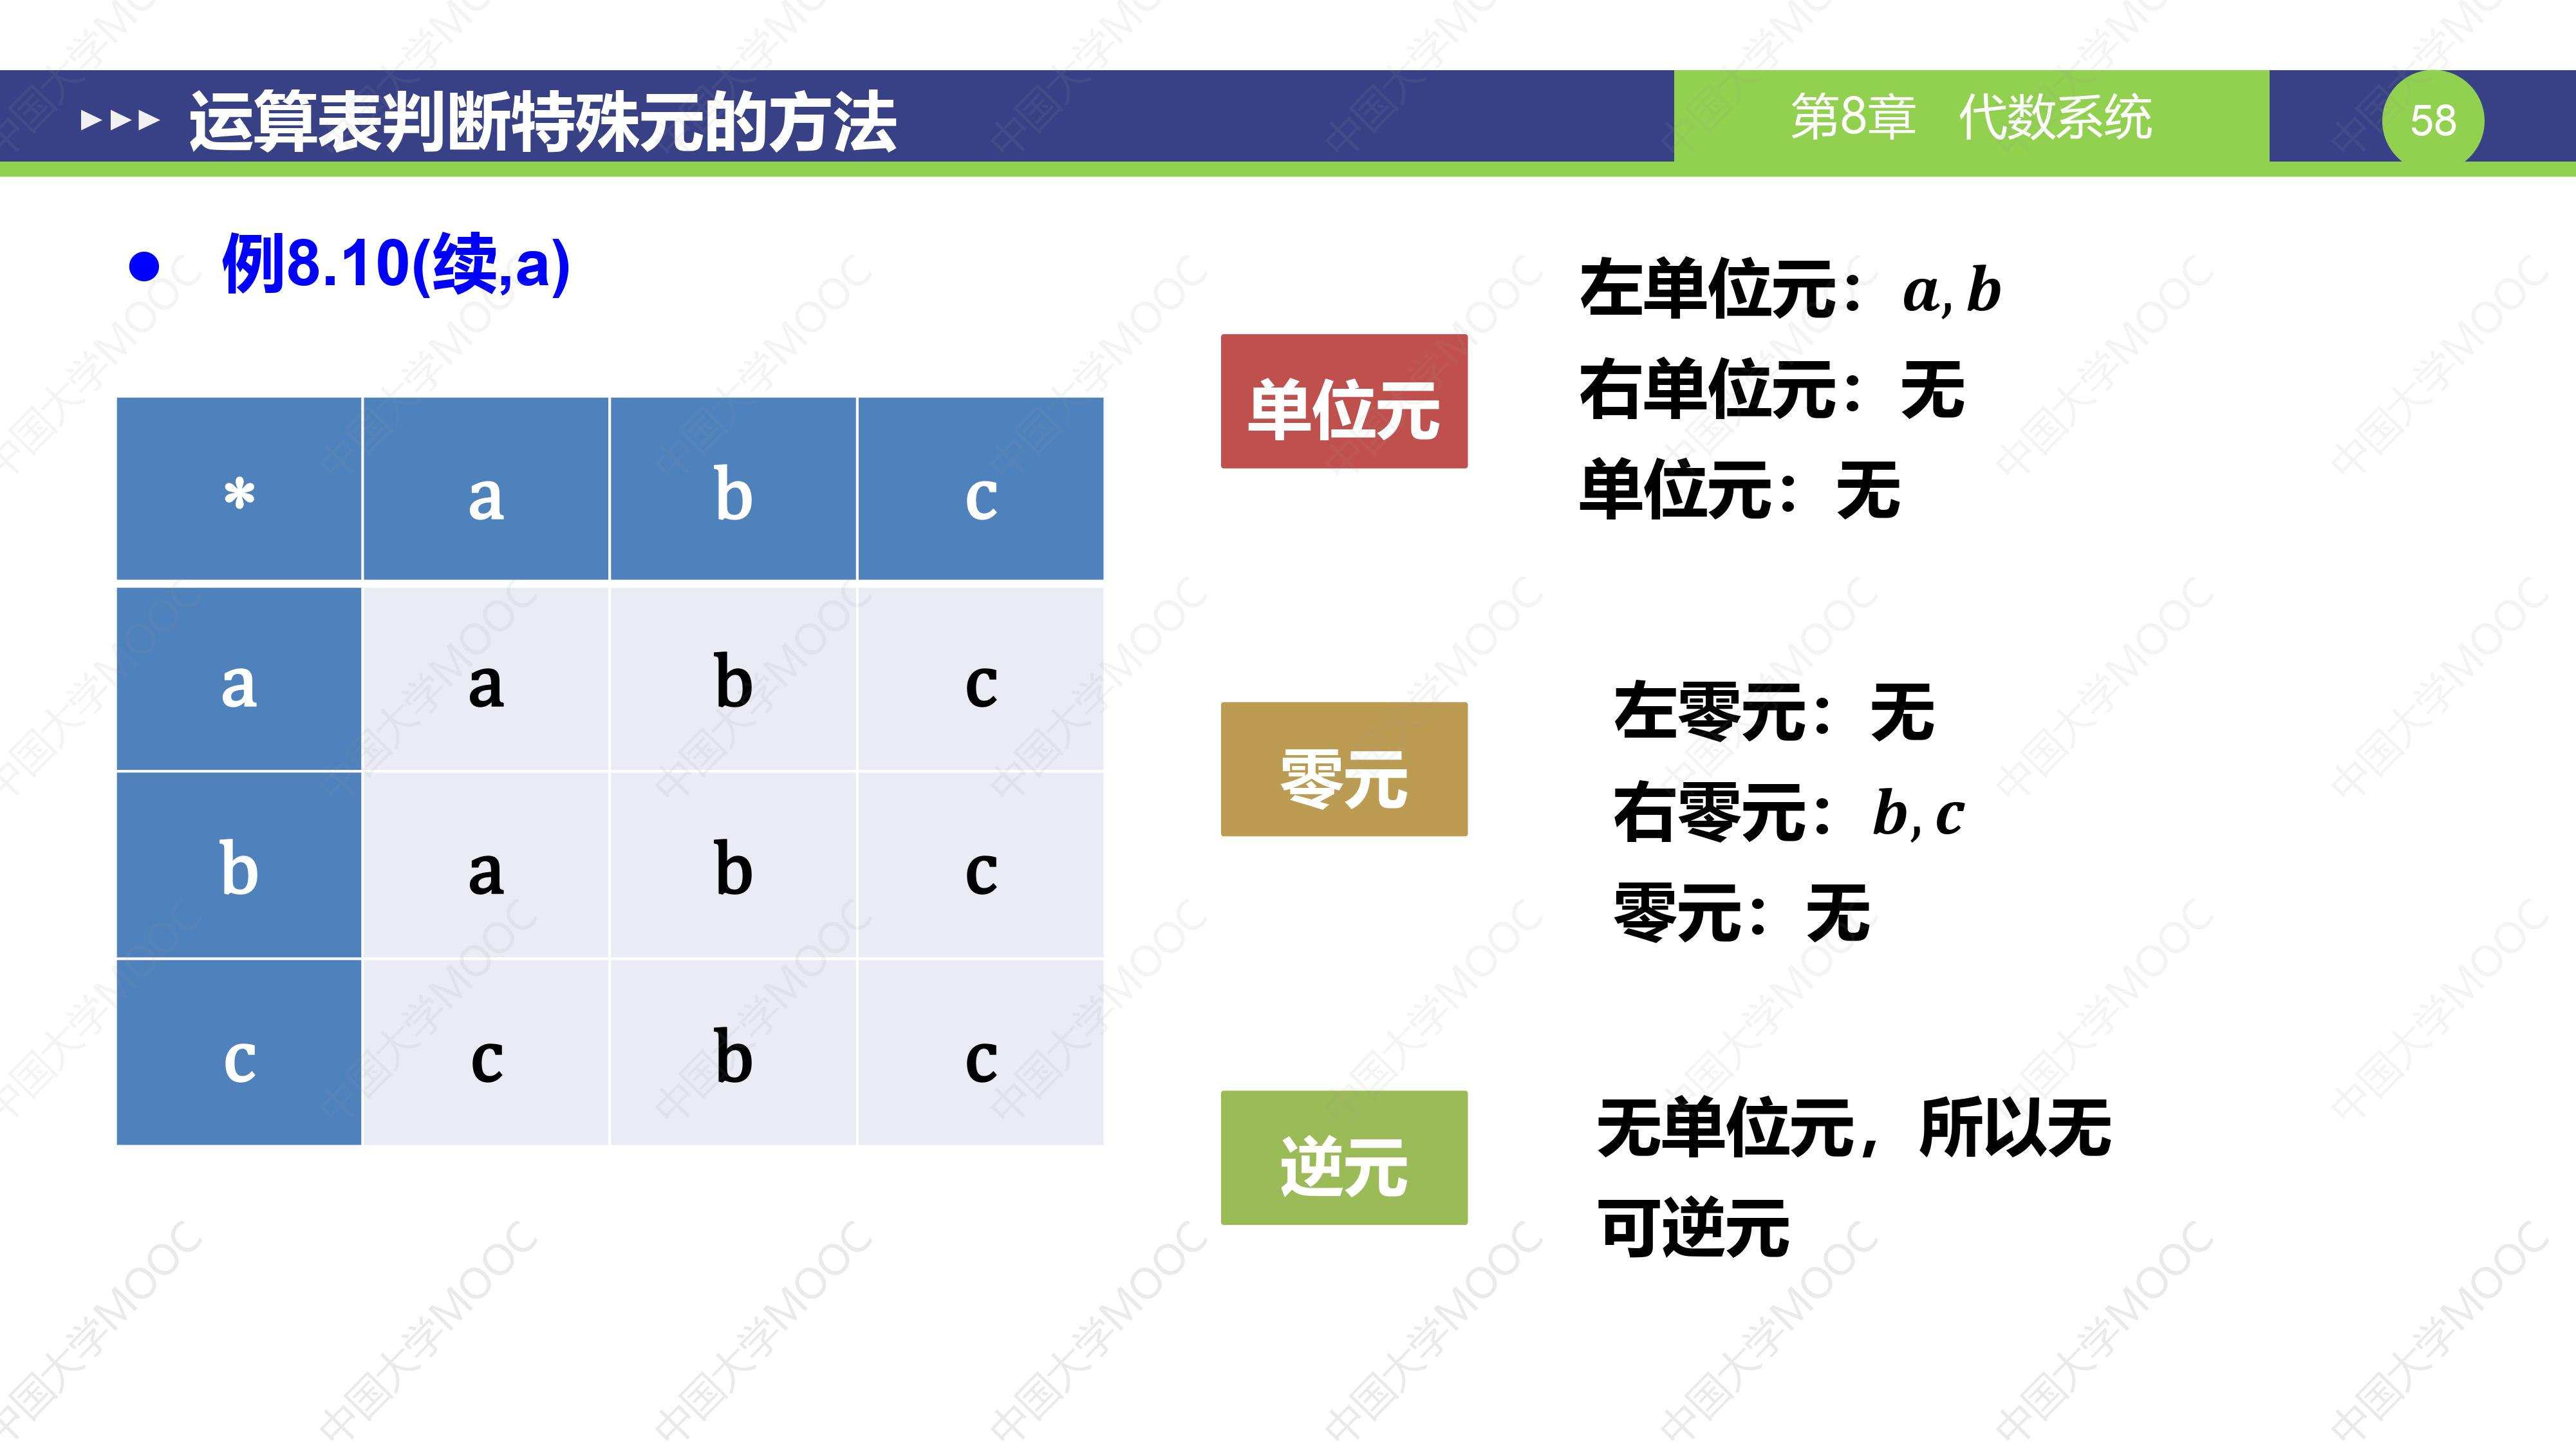 运算表判断特殊元的方法
第8章 代数系统
58
● 例8.10(续,a)
* a b c
a a b c
b a b c
c c b c
单位元
左单位元：a,b
右单位元：无
单位元：无
零元
左零元：无
右零元：b,c
零元：无
逆元
无单位元，所以无
可逆元
中国大学MOOC